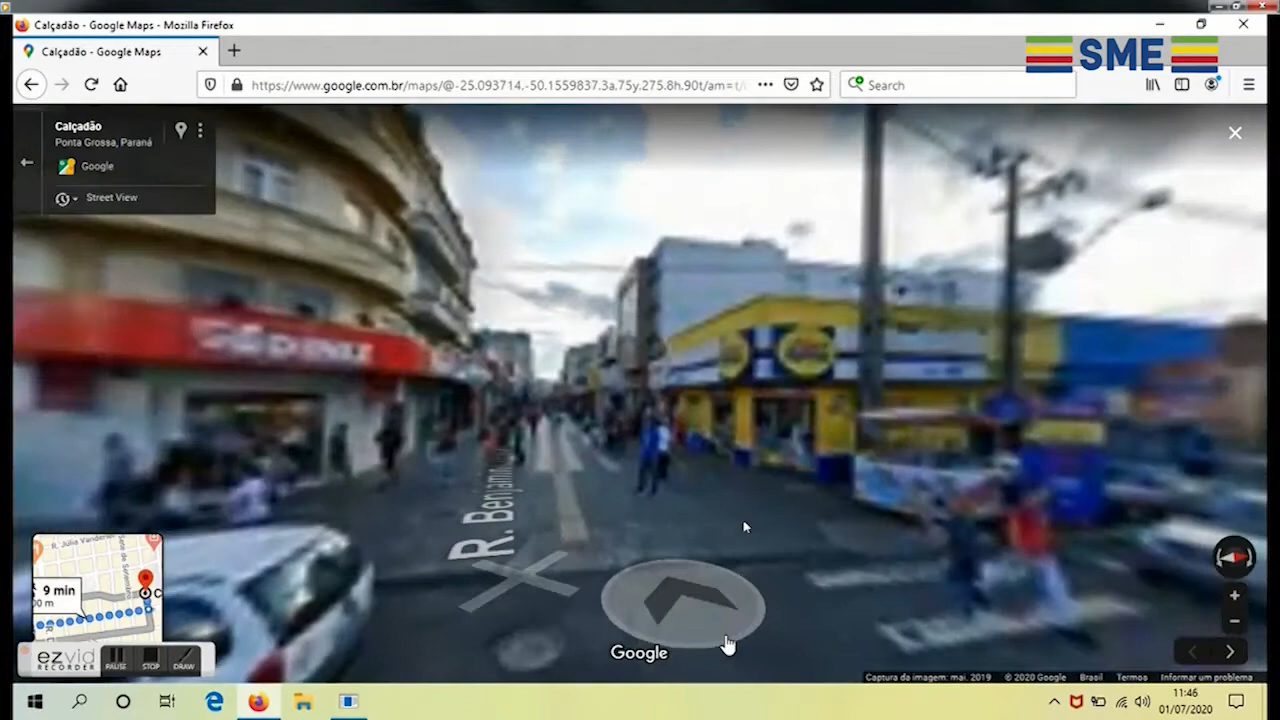 Calçadão - Google Maps - Mozilla Firefox
Calçadão - Google Maps
SME
https://www.google.com.br/maps/@-25.093714,-50.1559837,3a,75y,275.8h,90t/am=t/
Search
Calçadão
Ponta Grossa, Paraná
Google
Street View
R. Benjamin
R. Júlia Vanderl
9 min
00 m
C
ezvid
RECORDER
PAUSE
STOP
DRAW
Google
Captura da imagem: mai. 2019 © 2020 Google Brasil Termos Informar um problema
11:46
01/07/2020